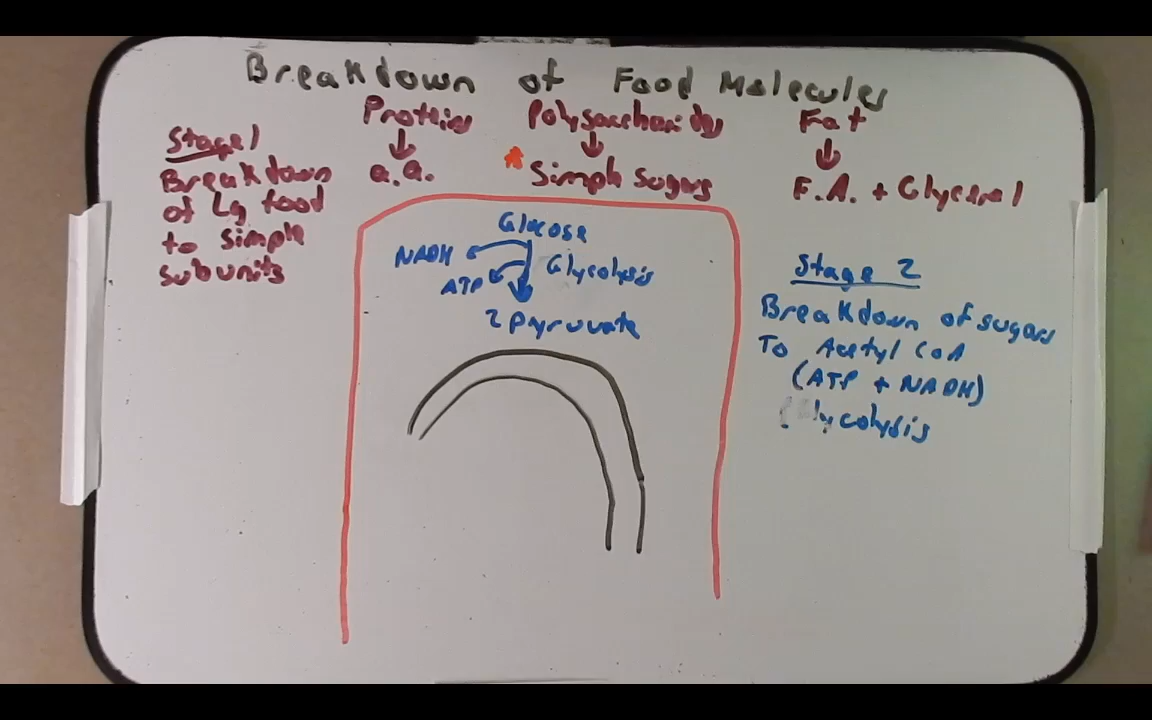 Breakdown of Food Molecules
Protein
Polysaccharides
Fat
a.a.
Simple sugars
F.A. + Glycerol
Stage 1
Breakdown
of Lg food
to simple
subunits
Glucose
NADH
Glycolysis
ATP
2 Pyruvate
Stage 2
Breakdown of sugars
To Acetyl CoA
(ATP + NADH)
Glycolysis